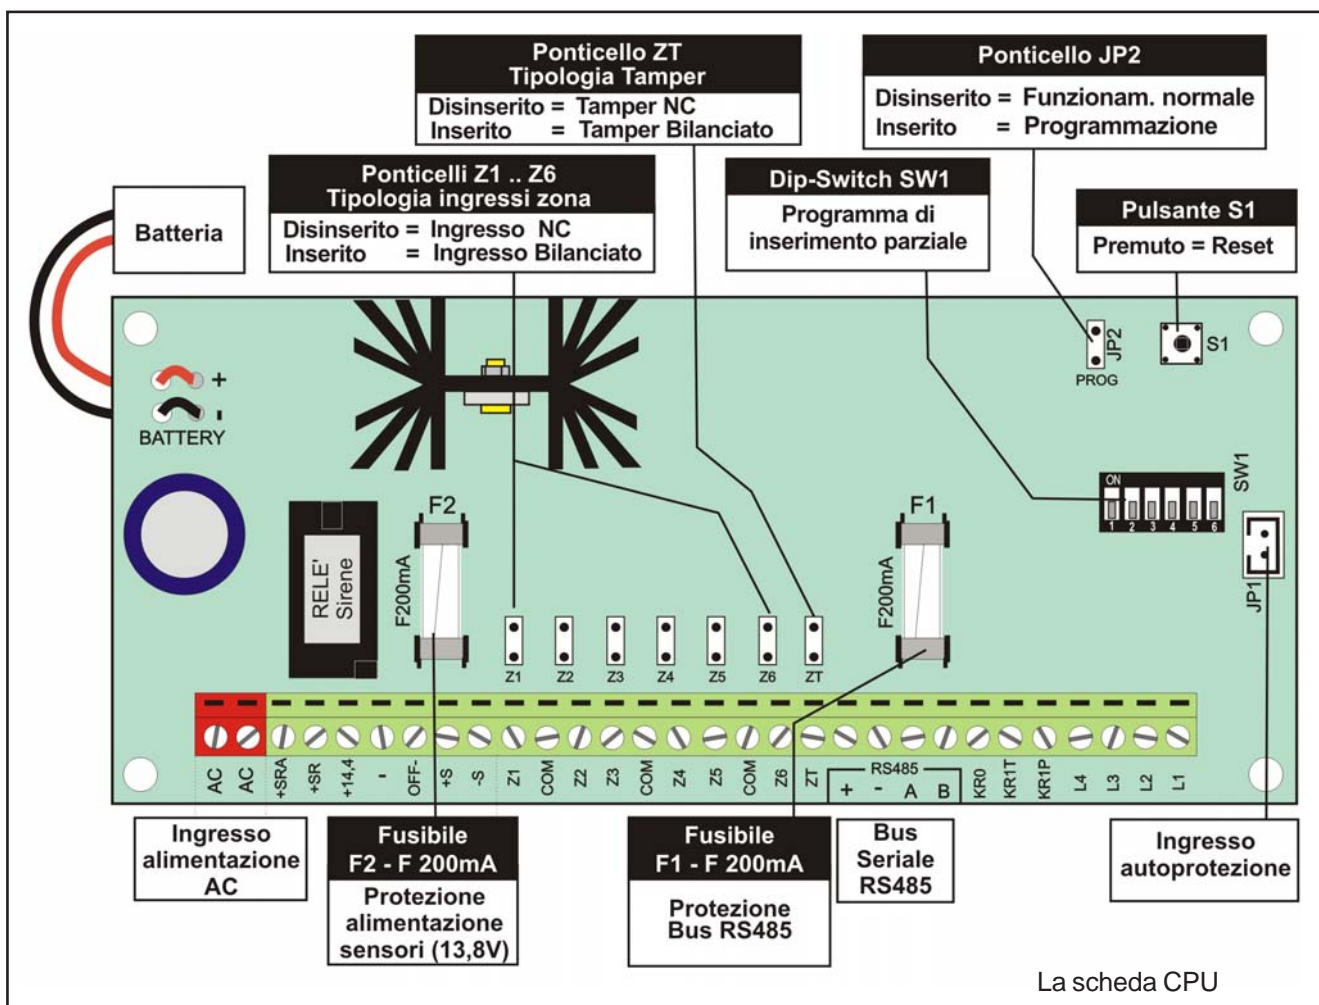 Ponticello ZT
Tipologia Tamper
Disinserito = Tamper NC
Inserito = Tamper Bilanciato
Ponticello JP2
Disinserito = Funzionam. normale
Inserito = Programmazione
Ponticelli Z1 .. Z6
Tipologia ingressi zona
Disinserito = Ingresso NC
Inserito = Ingresso Bilanciato
Dip-Switch SW1
Programma di
inserimento parziale
Pulsante S1
Premuto = Reset
Batteria
+
-
BATTERY
JP2
PROG
S1
ON
1 2 3 4 5 6
SW1
JP1
RELE'
Sirene
F2
F200mA
F1
F200mA
Z1 Z2 Z3 Z4 Z5 Z6 ZT
AC AC +SRA +SR +14,4 - OFF- +S -S Z1 COM Z2 Z3 COM Z4 Z5 COM Z6 ZT + - A B KR0 KR1T KR1P L4 L3 L2 L1
RS485
Ingresso
alimentazione
AC
Fusibile
F2 - F 200mA
Protezione
alimentazione
sensori (13,8V)
Fusibile
F1 - F 200mA
Protezione
Bus RS485
Bus
Seriale
RS485
Ingresso
autoprotezione
La scheda CPU